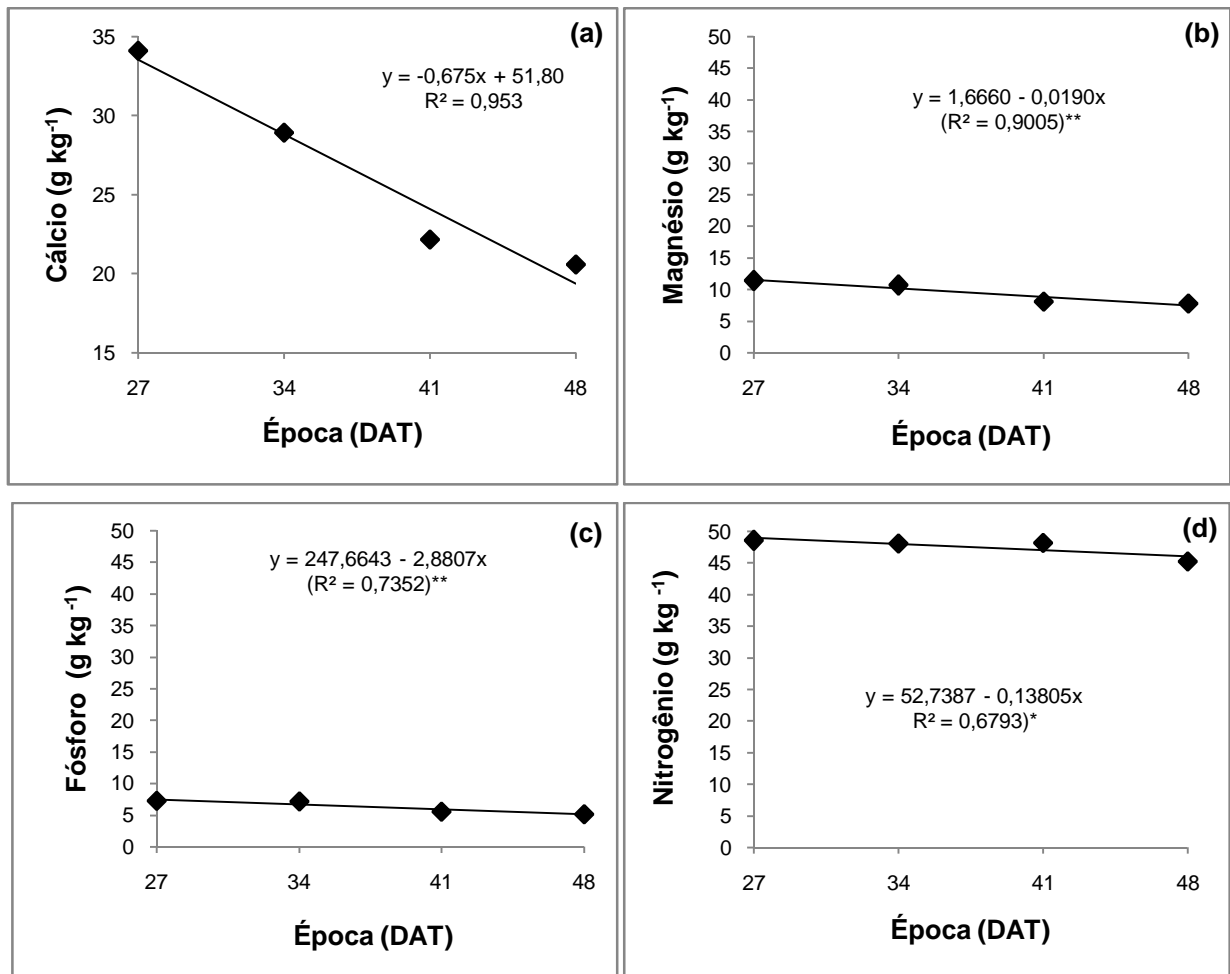 (a)
y = -0,675x + 51,80
R² = 0,953
35
30
25
20
15
27 34 41 48
Cálcio (g kg⁻¹)
Época (DAT)
(b)
y = 1,6660 - 0,0190x
(R² = 0,9005)**
50
45
40
35
30
25
20
15
10
5
0
27 34 41 48
Magnésio (g kg⁻¹)
Época (DAT)
(c)
y = 247,6643 - 2,8807x
(R² = 0,7352)**
50
45
40
35
30
25
20
15
10
5
0
27 34 41 48
Fósforo (g kg⁻¹)
Época (DAT)
(d)
50
45
40
35
30
25
20
15
10
5
0
y = 52,7387 - 0,13805x
R² = 0,6793)*
27 34 41 48
Nitrogênio (g kg ⁻¹)
Época (DAT)